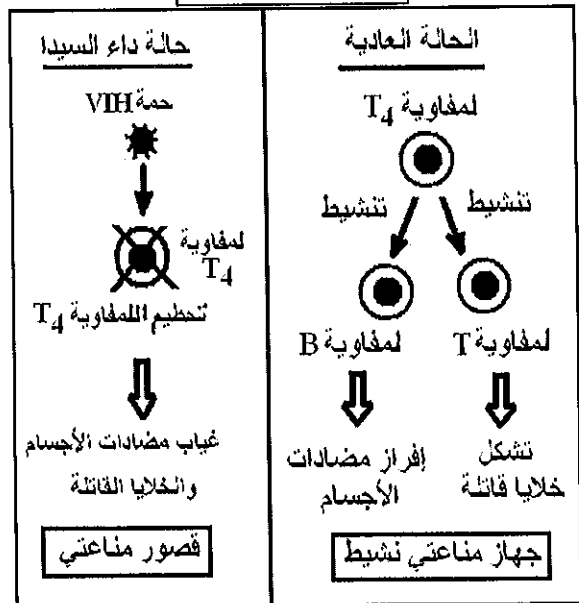 الحالة العادية
لمفاوية T4
تنشيط
تنشيط
لمفاوية T
لمفاوية B
تشكل
خلايا قاتلة
إفراز مضادات
الأجسام
جهاز مناعتي نشيط
حالة داء السيدا
حمة VIH
لمفاوية
T4
تحطيم اللمفاوية T4
غياب مضادات الأجسام
والخلايا القاتلة
قصور مناعتي